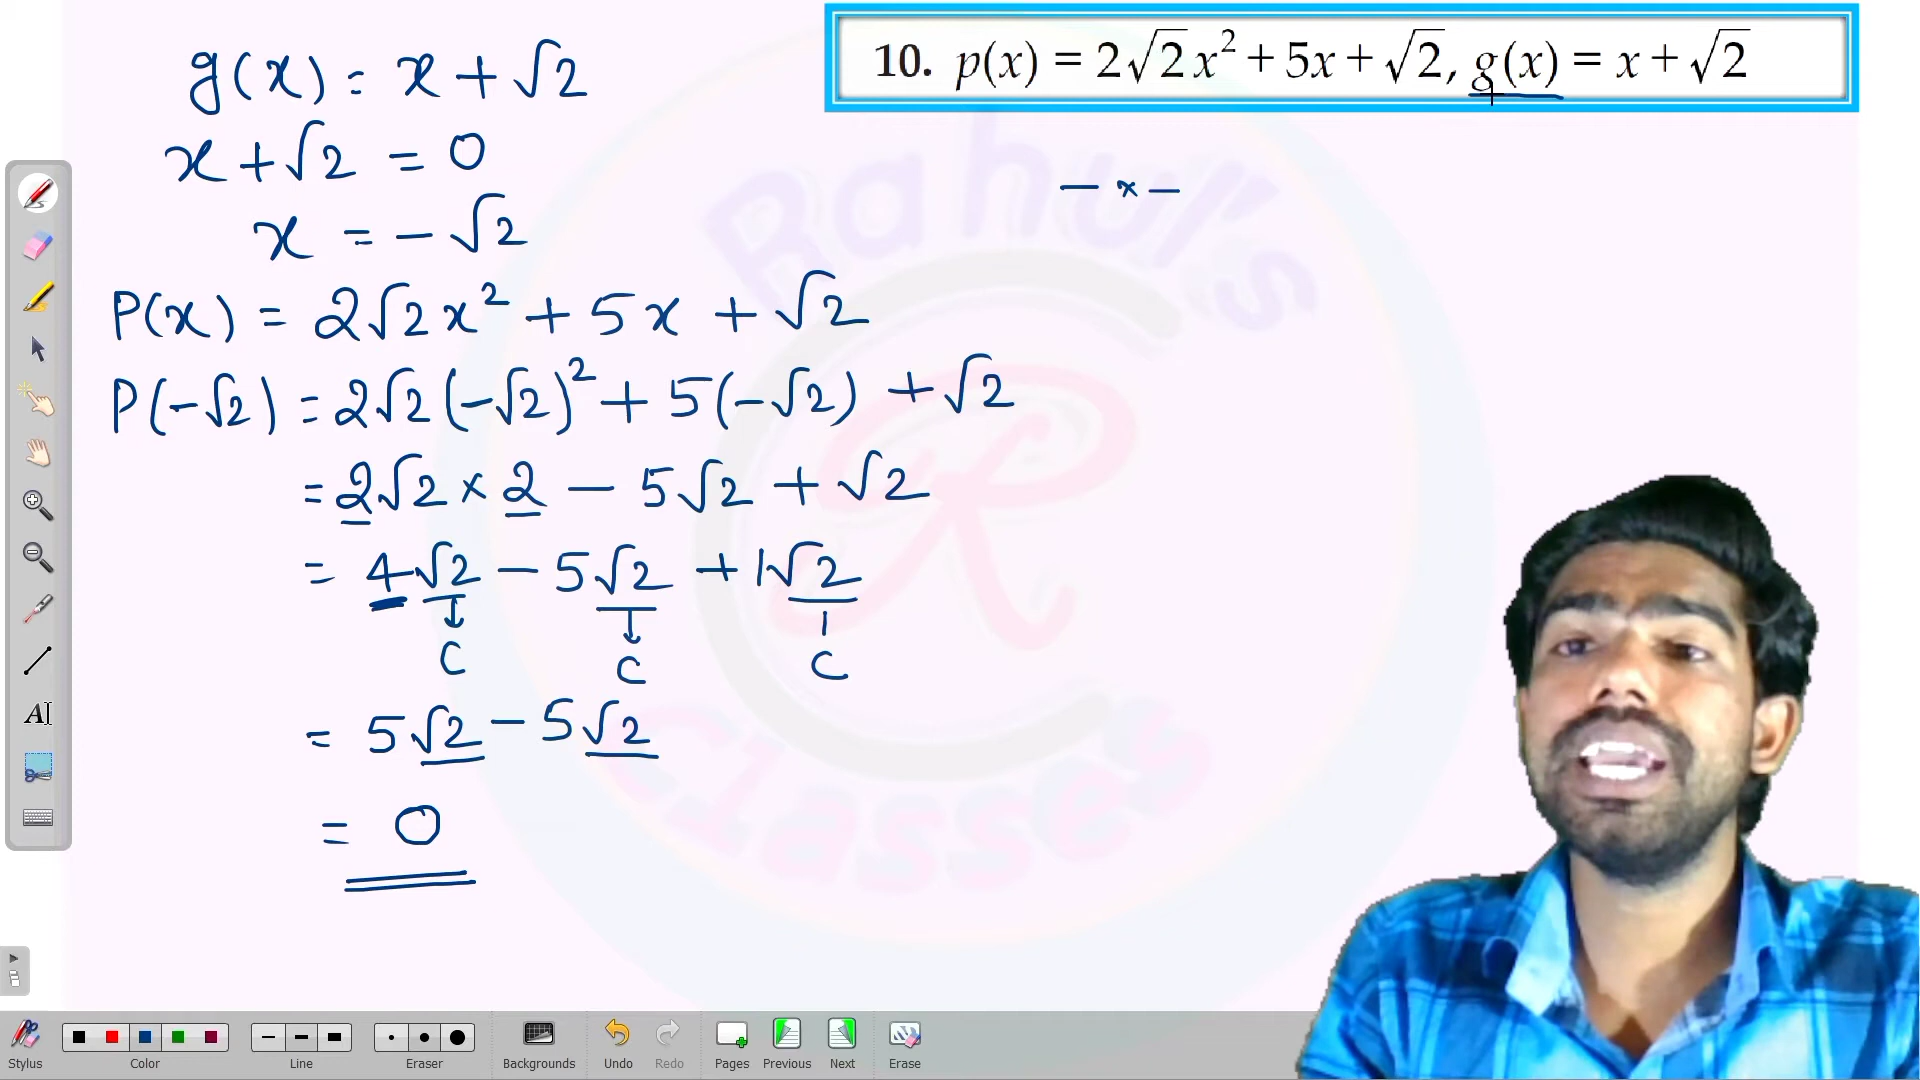 g(x) = x + √2
10. p(x) = 2√2x² + 5x + √2, g(x) = x + √2
x + √2 = 0
— × —
x = - √2
P(x) = 2√2x² + 5x + √2
P(-√2) = 2√2(-√2)² + 5(-√2) + √2
= 2√2 × 2 - 5√2 + √2
= 4√2 - 5√2 + 1√2
C C C
= 5√2 - 5√2
= 0
Rahul's
R
Classes
A
Stylus Color Line Eraser Backgrounds Undo Redo Pages Previous Next Erase